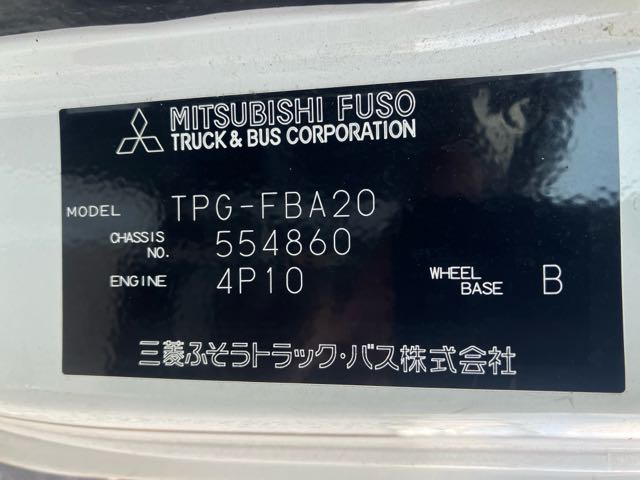 MITSUBISHI FUSO
TRUCK & BUS CORPORATION
MODEL TPG-FBA20
CHASSIS NO. 554860
ENGINE 4P10 WHEEL BASE B
三菱ふそうトラック・バス株式会社